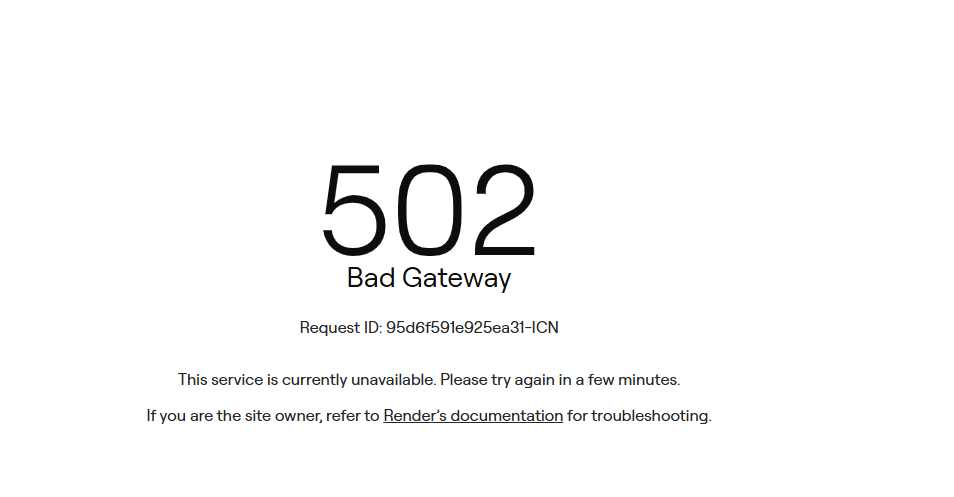 502
Bad Gateway
Request ID: 95d6f591e925ea31-ICN
This service is currently unavailable. Please try again in a few minutes.
If you are the site owner, refer to Render's documentation for troubleshooting.